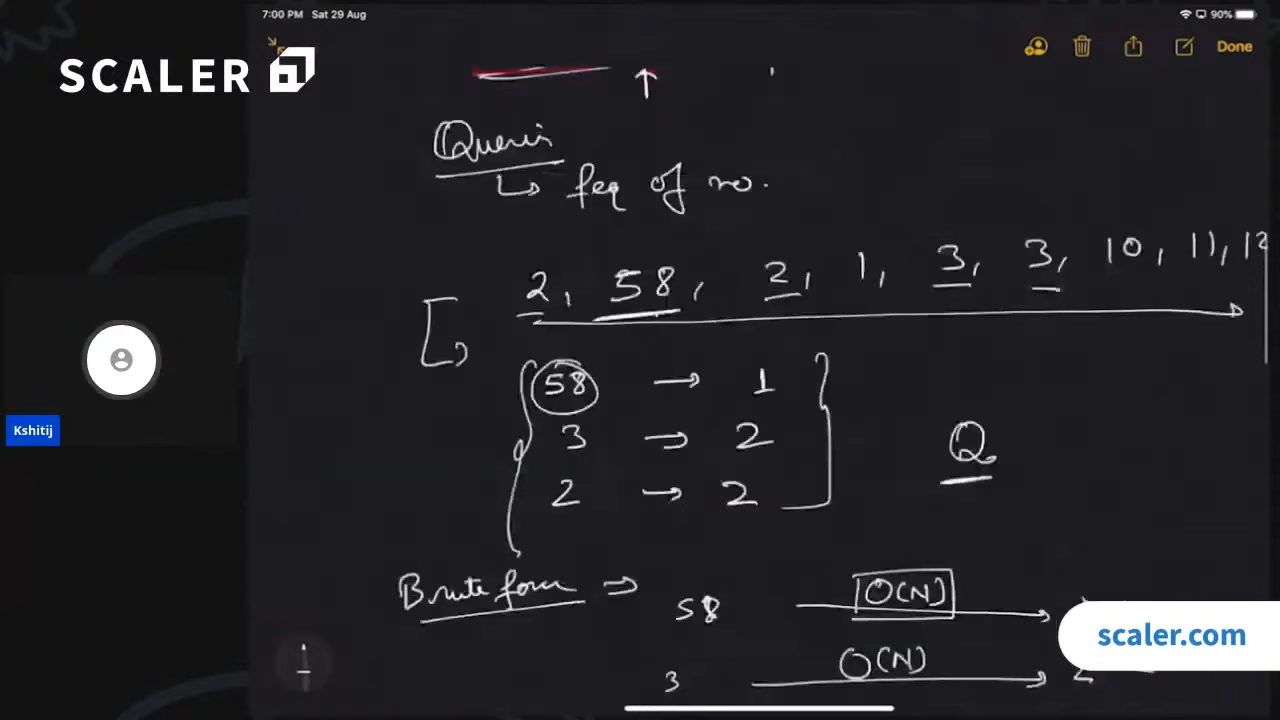 7:00 PM Sat 29 Aug
90%
Done
SCALER
Queries
↳ feq of no.
[ 2, 58, 2, 1, 3, 3, 10, 11, 12
58 → 1
3 → 2
2 → 2
Q
Kshitij
Brute force ⇒
58 O(N)
3 O(N)
scaler.com